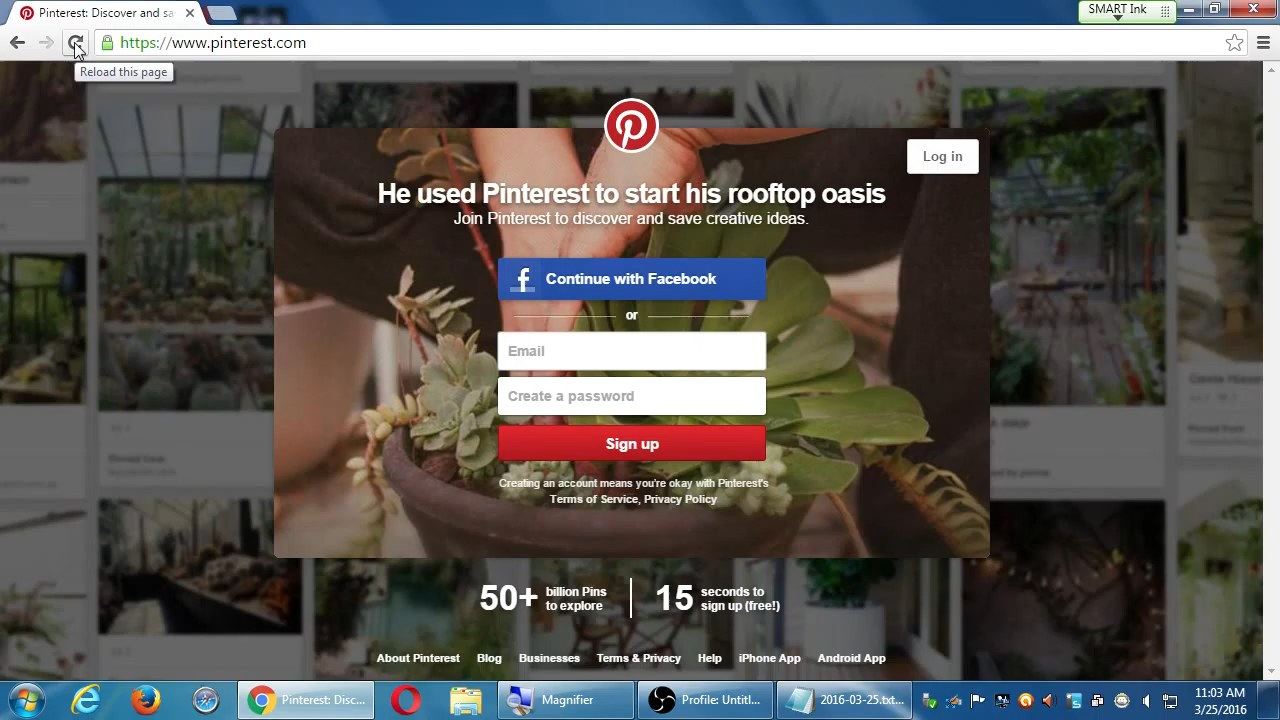 Pinterest: Discover and sa
SMART Ink
https://www.pinterest.com
Reload this page
Log in
He used Pinterest to start his rooftop oasis
Join Pinterest to discover and save creative ideas.
f Continue with Facebook
or
Email
Create a password
Sign up
Creating an account means you're okay with Pinterest's
Terms of Service, Privacy Policy
50+ billion Pins to explore
15 seconds to sign up (free!)
About Pinterest Blog Businesses Terms & Privacy Help iPhone App Android App
Pinterest: Disc...
Magnifier
Profile: Untitl...
2016-03-25.txt...
11:03 AM
3/25/2016